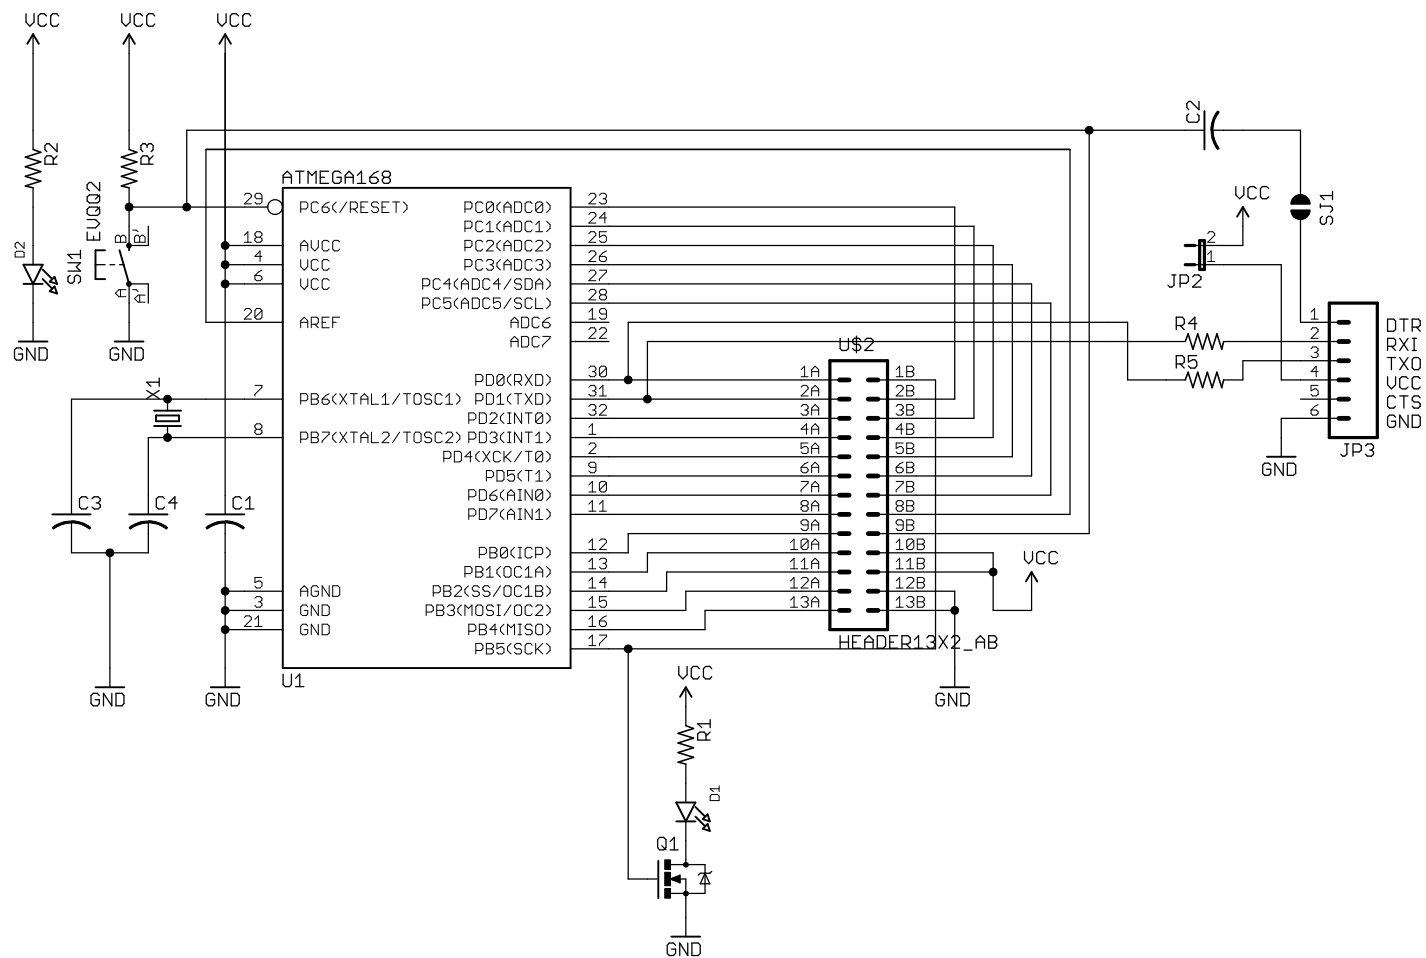 VCC
VCC
VCC
R2
R3
D2
SW1
EVQQ2
B
B'
A
A'
GND
GND
ATMEGA168
29
PC6(/RESET)
18
AVCC
4
VCC
6
VCC
20
AREF
7
PB6(XTAL1/TOSC1)
8
PB7(XTAL2/TOSC2)
5
AGND
3
GND
21
GND
PC0(ADC0)
23
PC1(ADC1)
24
PC2(ADC2)
25
PC3(ADC3)
26
PC4(ADC4/SDA)
27
PC5(ADC5/SCL)
28
ADC6
19
ADC7
22
PD0(RXD)
30
PD1(TXD)
31
PD2(INT0)
32
PD3(INT1)
1
PD4(XCK/T0)
2
PD5(T1)
9
PD6(AIN0)
10
PD7(AIN1)
11
PB0(ICP)
12
PB1(OC1A)
13
PB2(SS/OC1B)
14
PB3(MOSI/OC2)
15
PB4(MISO)
16
PB5(SCK)
17
U1
X1
C3
C4
C1
GND
GND
U$2
1A
1B
2A
2B
3A
3B
4A
4B
5A
5B
6A
6B
7A
7B
8A
8B
9A
9B
10A
10B
11A
11B
12A
12B
13A
13B
HEADER13X2_AB
VCC
GND
VCC
R1
D1
Q1
GND
C2
SJ1
VCC
2
1
JP2
R4
R5
1
DTR
2
RXI
3
TXO
4
VCC
5
CTS
6
GND
JP3
GND